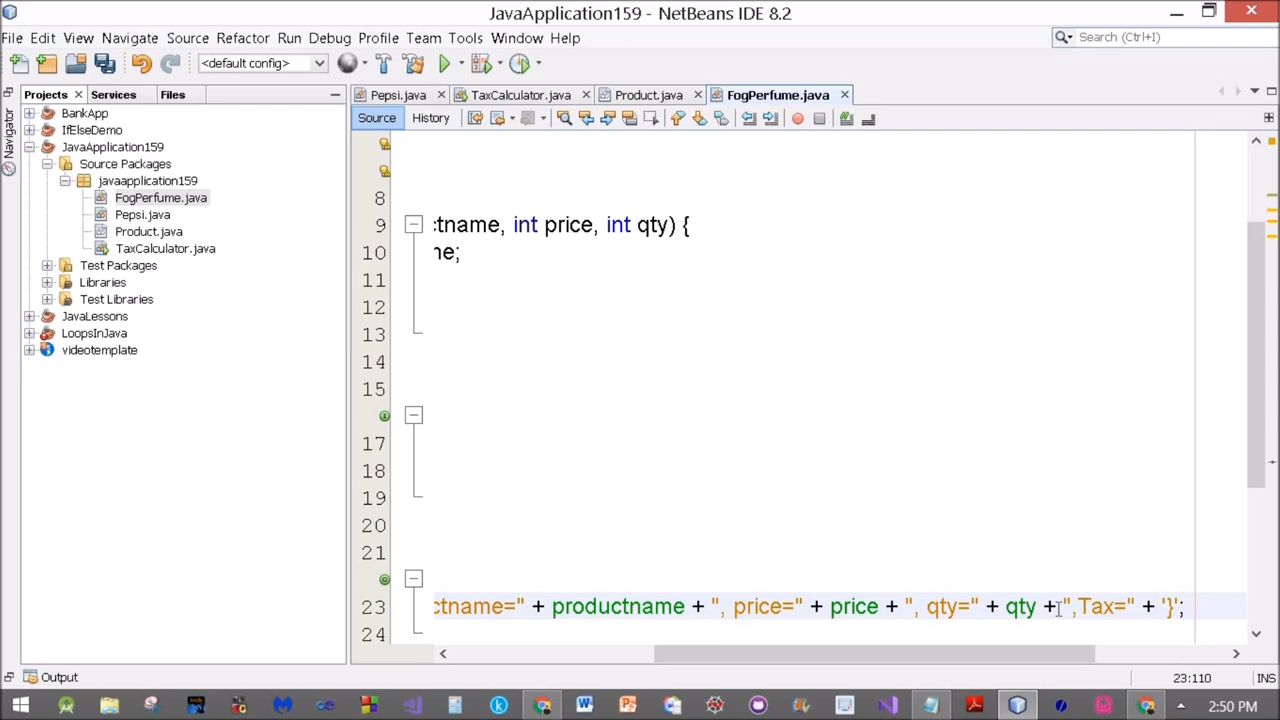 JavaApplication159 - NetBeans IDE 8.2
File Edit View Navigate Source Refactor Run Debug Profile Team Tools Window Help
Search (Ctrl+I)
<default config>
Projects Services Files
Pepsi.java TaxCalculator.java Product.java FogPerfume.java
Source History
Navigator
BankApp
IfElseDemo
JavaApplication159
Source Packages
javaapplication159
FogPerfume.java
Pepsi.java
Product.java
TaxCalculator.java
Test Packages
Libraries
Test Libraries
JavaLessons
LoopsInJava
videotemplate
8
9 ctname, int price, int qty) {
10 ne;
11
12
13
14
15
17
18
19
20
21
23 ctname=" + productname + ", price=" + price + ", qty=" + qty +",Tax=" + '}';
24
Output
23:110 INS
2:50 PM